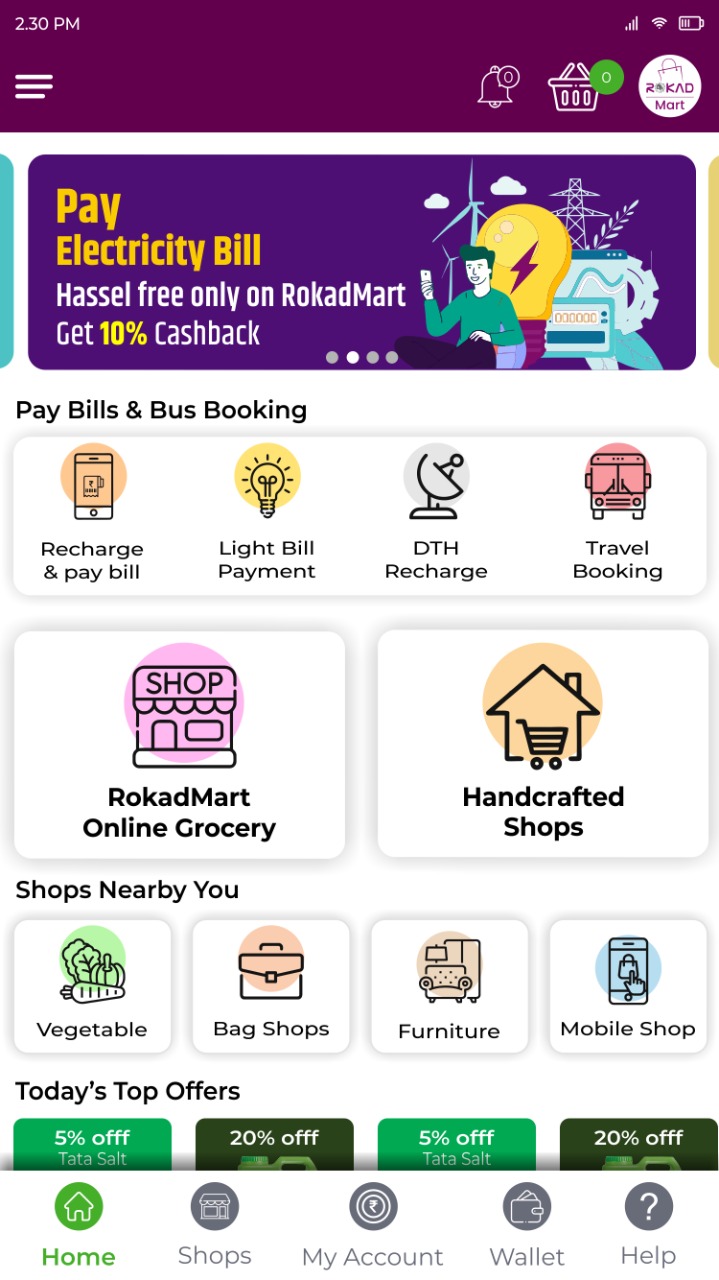 2.30 PM
0
0
ROKAD
Mart
Pay
Electricity Bill
Hassel free only on RokadMart
Get 10% Cashback
0000000
Pay Bills & Bus Booking
₹
Recharge
& pay bill
Light Bill
Payment
DTH
Recharge
Travel
Booking
SHOP
RokadMart
Online Grocery
Handcrafted
Shops
Shops Nearby You
Vegetable
Bag Shops
Furniture
Mobile Shop
Today's Top Offers
5% offf
Tata Salt
20% offf
5% offf
Tata Salt
20% offf
₹
?
Home
Shops
My Account
Wallet
Help